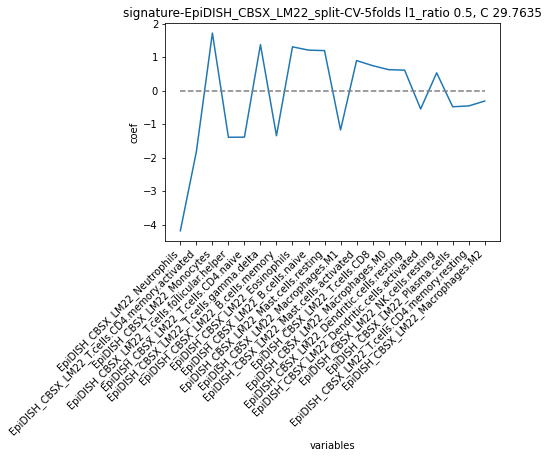 signature-EpiDISH_CBSX_LM22_split-CV-5folds l1_ratio 0.5, C 29.7635
2
1
0
−1
−2
−3
−4
coef
EpiDISH_CBSX_LM22_Neutrophils
EpiDISH_CBSX_LM22_T.cells.CD4.memory.activated
EpiDISH_CBSX_LM22_Monocytes
EpiDISH_CBSX_LM22_T.cells.follicular.helper
EpiDISH_CBSX_LM22_T.cells.CD4.naive
EpiDISH_CBSX_LM22_T.cells.gamma.delta
EpiDISH_CBSX_LM22_B.cells.memory
EpiDISH_CBSX_LM22_Eosinophils
EpiDISH_CBSX_LM22_B.cells.naive
EpiDISH_CBSX_LM22_Mast.cells.resting
EpiDISH_CBSX_LM22_Macrophages.M1
EpiDISH_CBSX_LM22_Mast.cells.activated
EpiDISH_CBSX_LM22_T.cells.CD8
EpiDISH_CBSX_LM22_Macrophages.M0
EpiDISH_CBSX_LM22_Dendritic.cells.resting
EpiDISH_CBSX_LM22_Dendritic.cells.activated
EpiDISH_CBSX_LM22_NK.cells.resting
EpiDISH_CBSX_LM22_Plasma.cells
EpiDISH_CBSX_LM22_T.cells.CD4.memory.resting
EpiDISH_CBSX_LM22_Macrophages.M2
variables